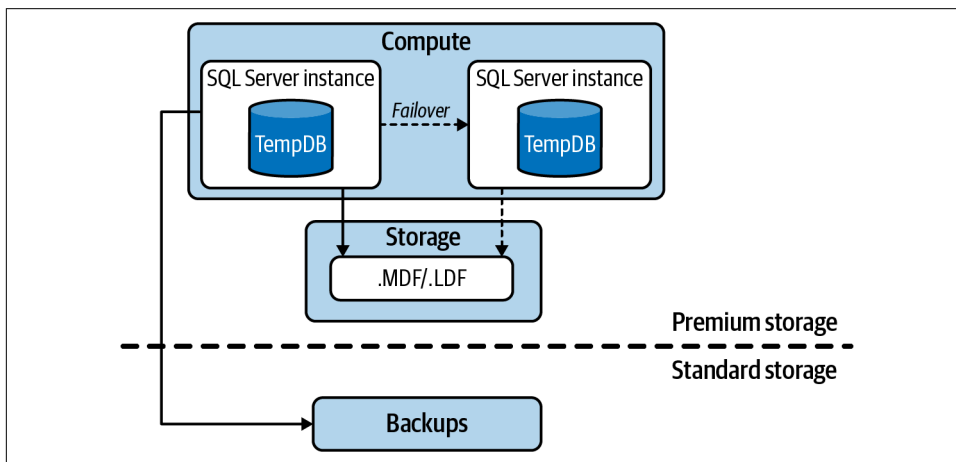 Compute
SQL Server instance
SQL Server instance
Failover
TempDB
TempDB
Storage
.MDF/.LDF
Premium storage
Standard storage
Backups